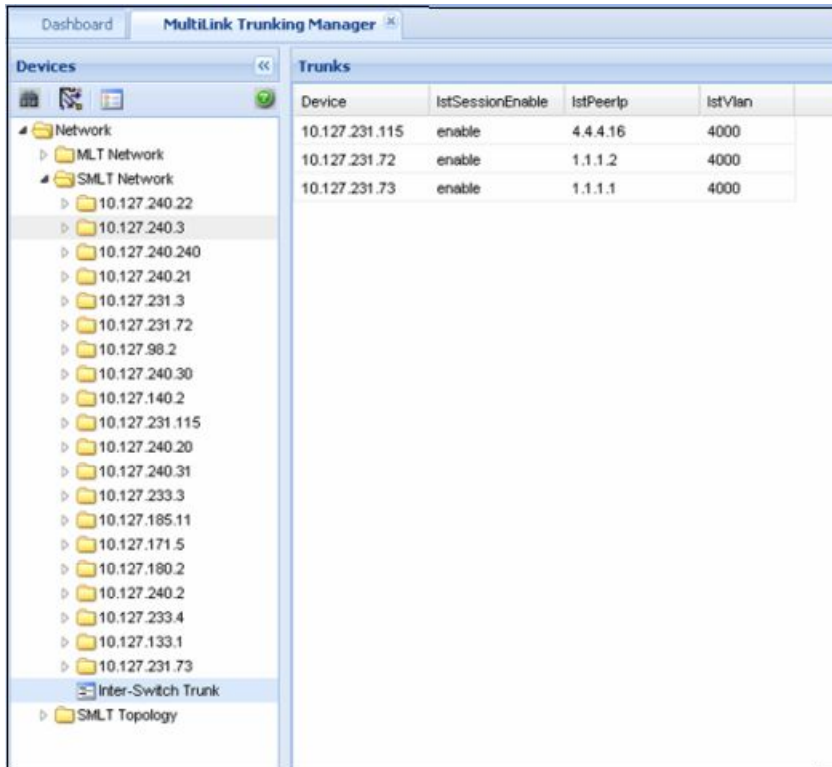 Dashboard
MultiLink Trunking Manager
Devices
Trunks
Device IstSessionEnable IstPeerIp IstVlan
10.127.231.115 enable 4.4.4.16 4000
10.127.231.72 enable 1.1.1.2 4000
10.127.231.73 enable 1.1.1.1 4000
Network
MLT Network
SMLT Network
10.127.240.22
10.127.240.3
10.127.240.240
10.127.240.21
10.127.231.3
10.127.231.72
10.127.98.2
10.127.240.30
10.127.140.2
10.127.231.115
10.127.240.20
10.127.240.31
10.127.233.3
10.127.185.11
10.127.171.5
10.127.180.2
10.127.240.2
10.127.233.4
10.127.133.1
10.127.231.73
Inter-Switch Trunk
SMLT Topology